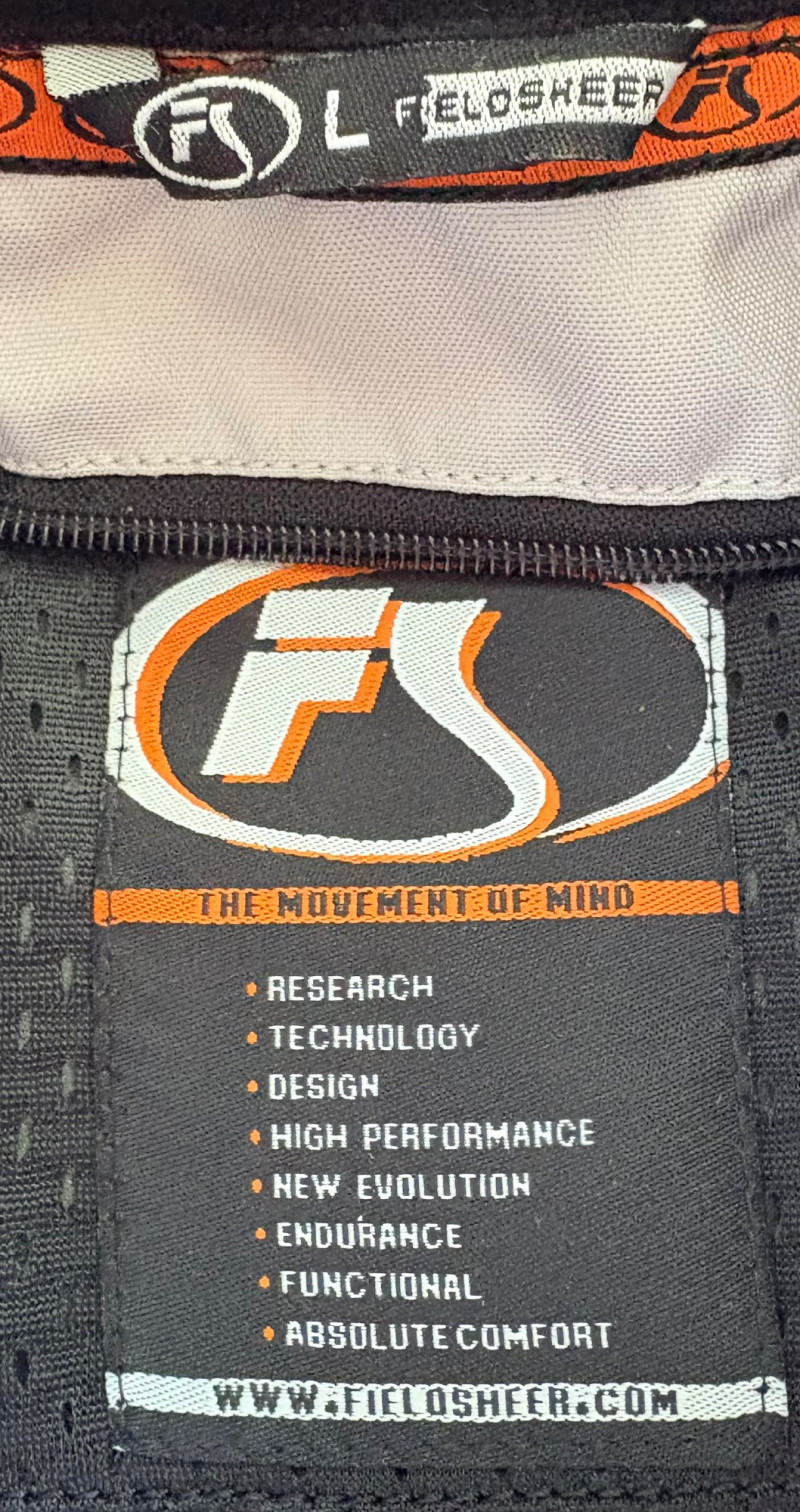 FS L FIELDSHEER FS
FS
THE MOVEMENT OF MIND
• RESEARCH
• TECHNOLOGY
• DESIGN
• HIGH PERFORMANCE
• NEW EVOLUTION
• ENDURANCE
• FUNCTIONAL
• ABSOLUTE COMFORT
WWW.FIELDSHEER.COM